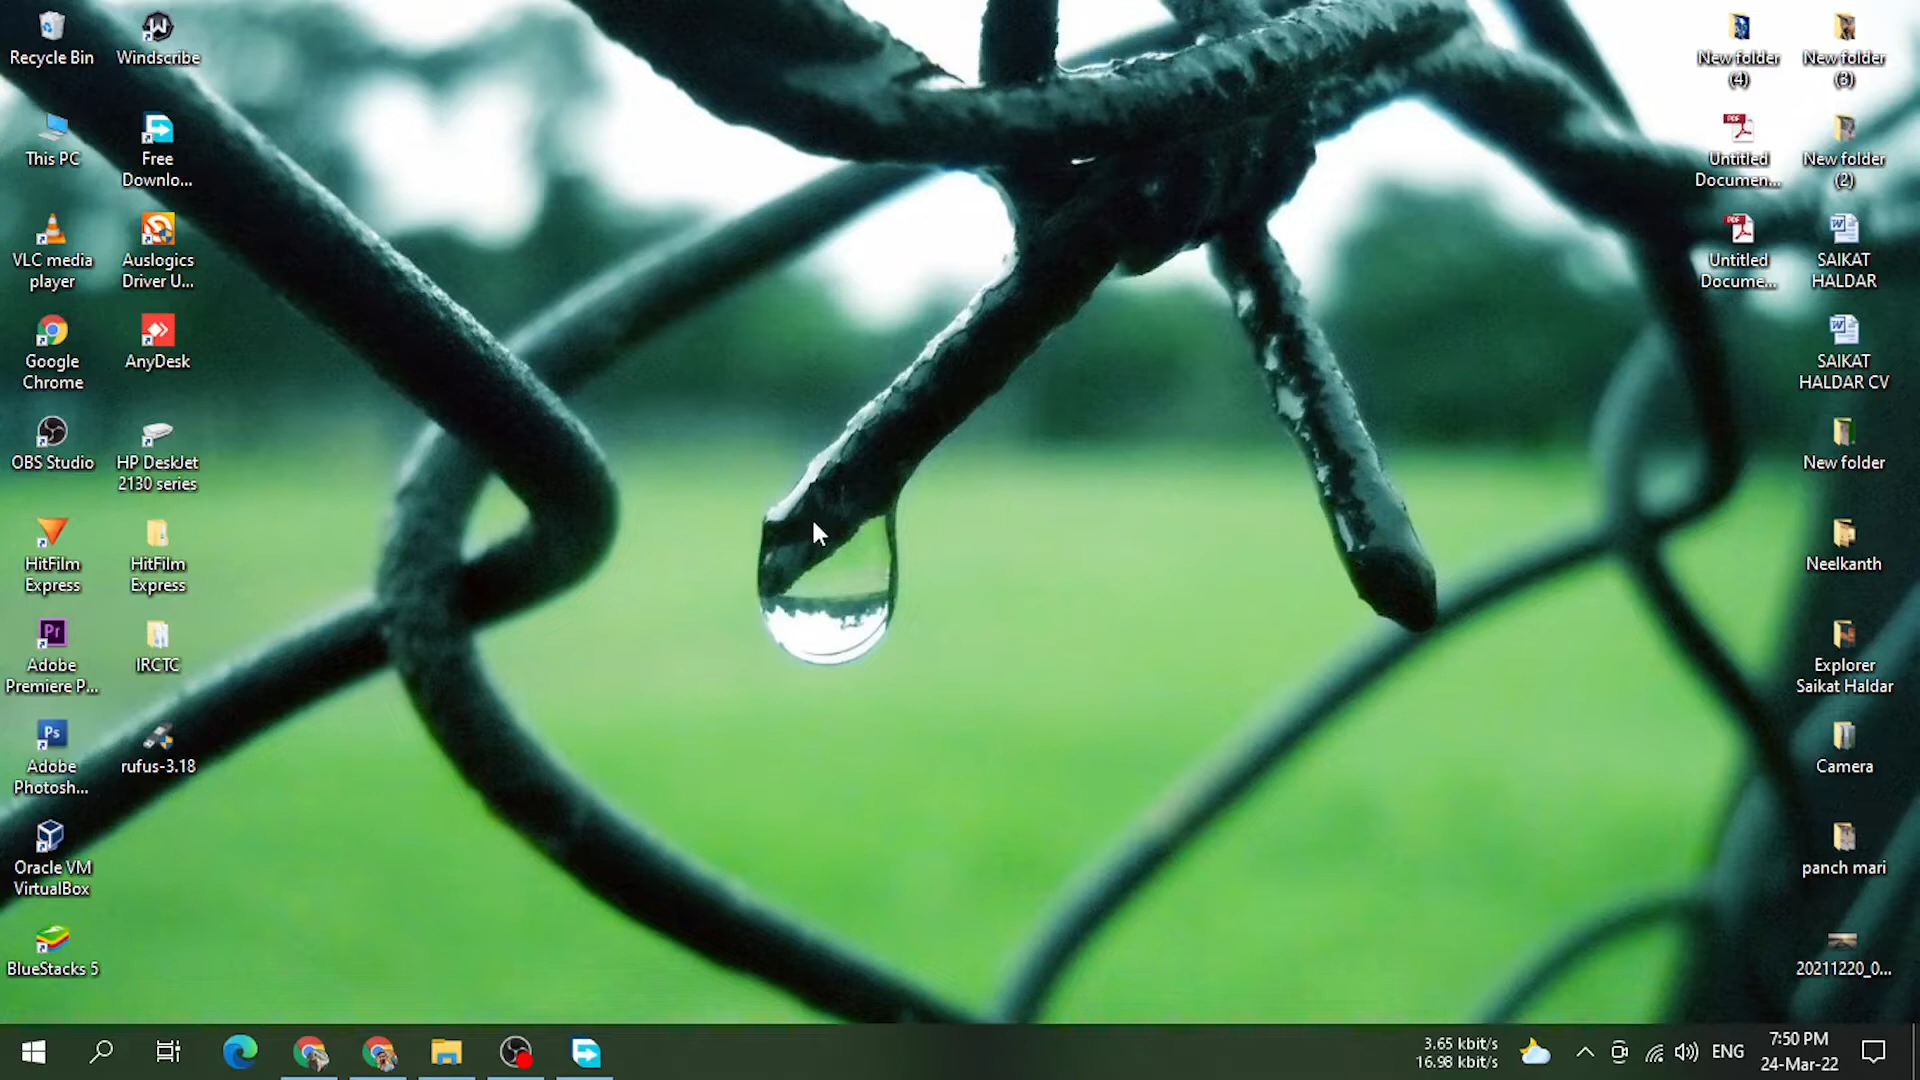 Recycle Bin
Windscribe
This PC
Free
Downlo...
VLC media
player
Auslogics
Driver U...
Google
Chrome
AnyDesk
OBS Studio
HP DeskJet
2130 series
HitFilm
Express
HitFilm
Express
Pr
Adobe
Premiere P...
IRCTC
Ps
Adobe
Photosh...
rufus-3.18
Oracle VM
VirtualBox
BlueStacks 5
New folder
(4)
New folder
(3)
PDF
Untitled
Documen...
New folder
(2)
PDF
Untitled
Docume...
SAIKAT
HALDAR
SAIKAT
HALDAR CV
New folder
Neelkanth
Explorer
Saikat Haldar
Camera
panch mari
20211220_0...
3.65 kbit/s
16.98 kbit/s
ENG
7:50 PM
24-Mar-22